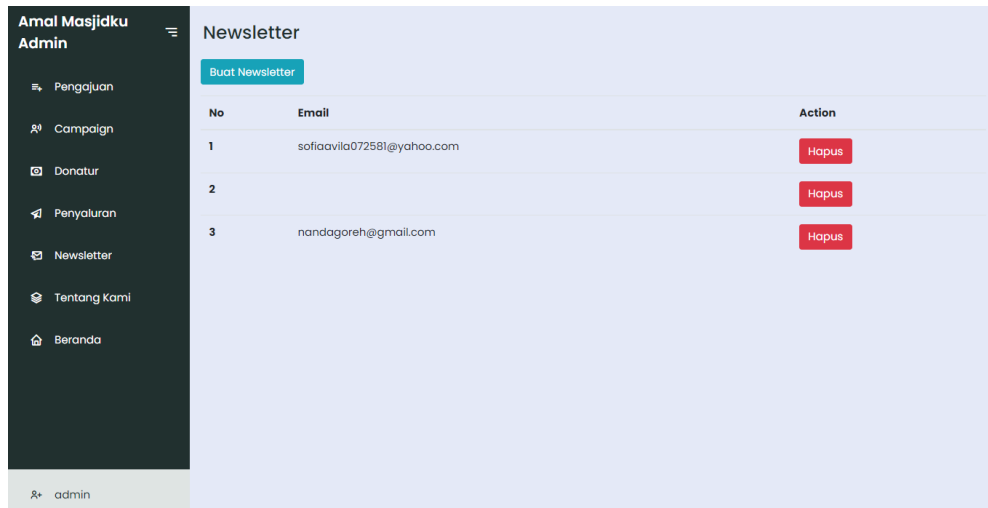 Amal Masjidku
Admin
Pengajuan
Campaign
Donatur
Penyaluran
Newsletter
Tentang Kami
Beranda
admin
Newsletter
Buat Newsletter
No Email Action
1 sofiaavila072581@yahoo.com Hapus
2 Hapus
3 nandagoreh@gmail.com Hapus